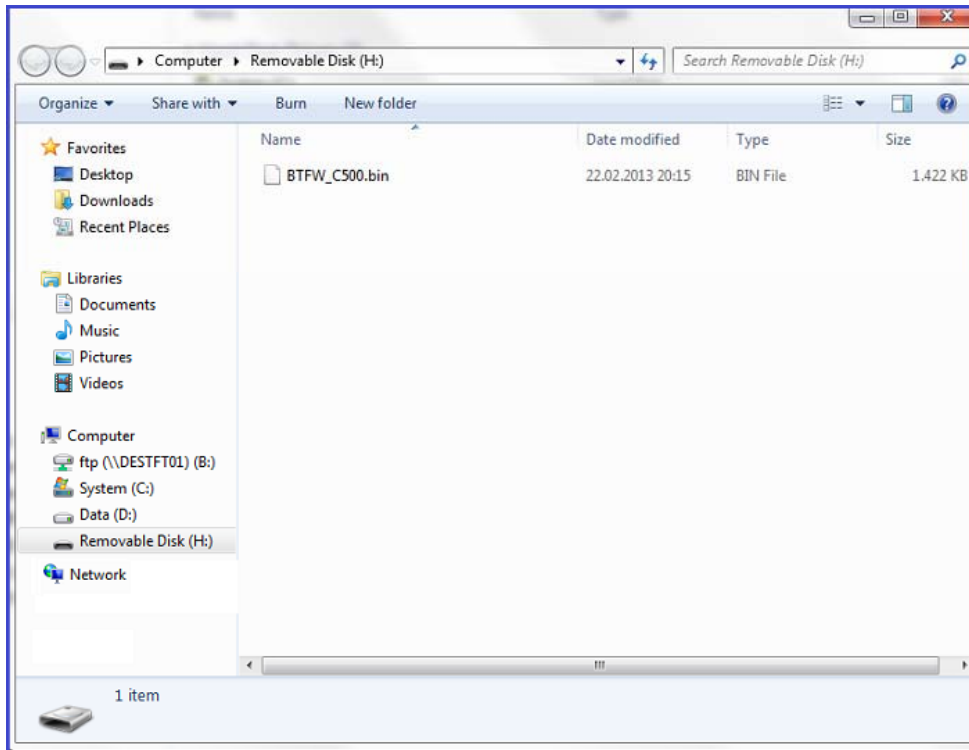 Computer Removable Disk (H:) Search Removable Disk (H:)
Organize Share with Burn New folder
Favorites
Desktop
Downloads
Recent Places
Libraries
Documents
Music
Pictures
Videos
Computer
ftp (\\DESTFT01) (B:)
System (C:)
Data (D:)
Removable Disk (H:)
Network
Name Date modified Type Size
BTFW_C500.bin 22.02.2013 20:15 BIN File 1.422 KB
1 item